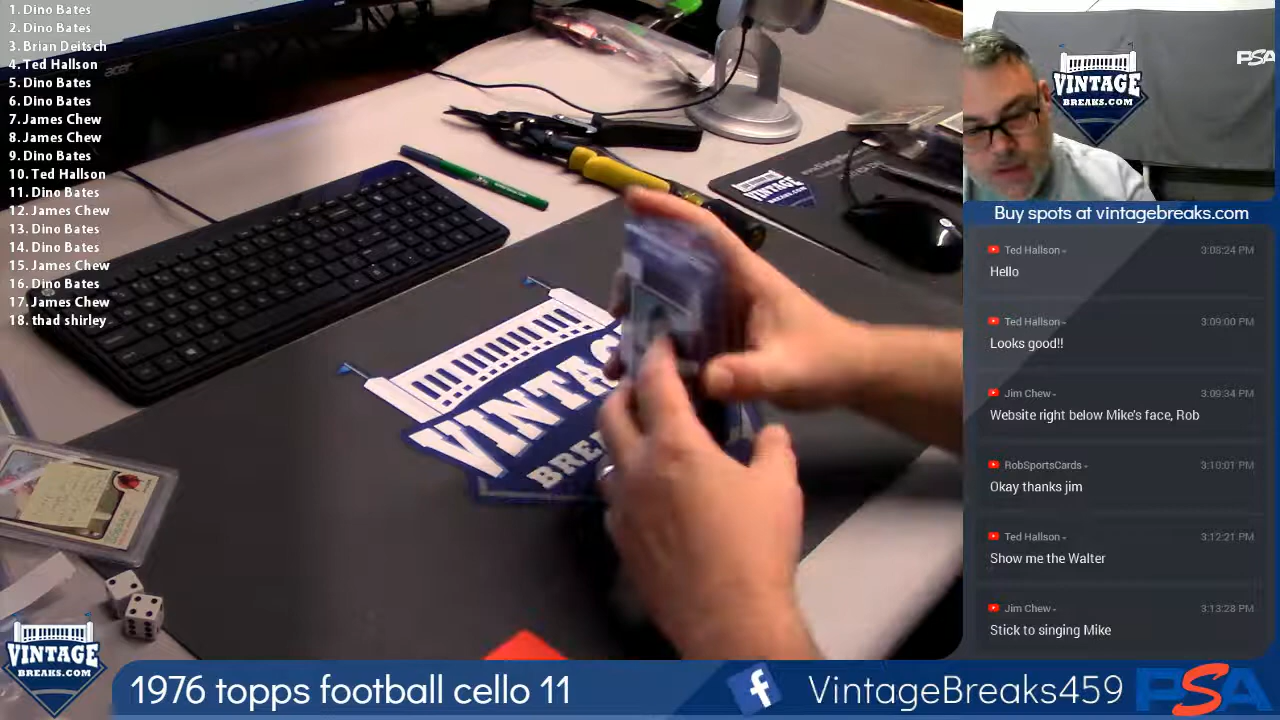 1. Dino Bates
2. Dino Bates
3. Brian Deitsch
4. Ted Hallson
5. Dino Bates
6. Dino Bates
7. James Chew
8. James Chew
9. Dino Bates
10. Ted Hallson
11. Dino Bates
12. James Chew
13. Dino Bates
14. Dino Bates
15. James Chew
16. Dino Bates
17. James Chew
18. thad shirley
acer
VINTAGE
BREAKS.COM
PSA
Buy spots at vintagebreaks.com
Ted Hallson
3:08:24 PM
Hello
Ted Hallson
3:09:00 PM
Looks good!!
Jim Chew
3:09:34 PM
Website right below Mike's face, Rob
RobSportsCards
3:10:01 PM
Okay thanks jim
Ted Hallson
3:12:21 PM
Show me the Walter
Jim Chew
3:13:28 PM
Stick to singing Mike
VINTAGE
BREAKS.COM
1976 topps football cello 11
VintageBreaks459
PSA